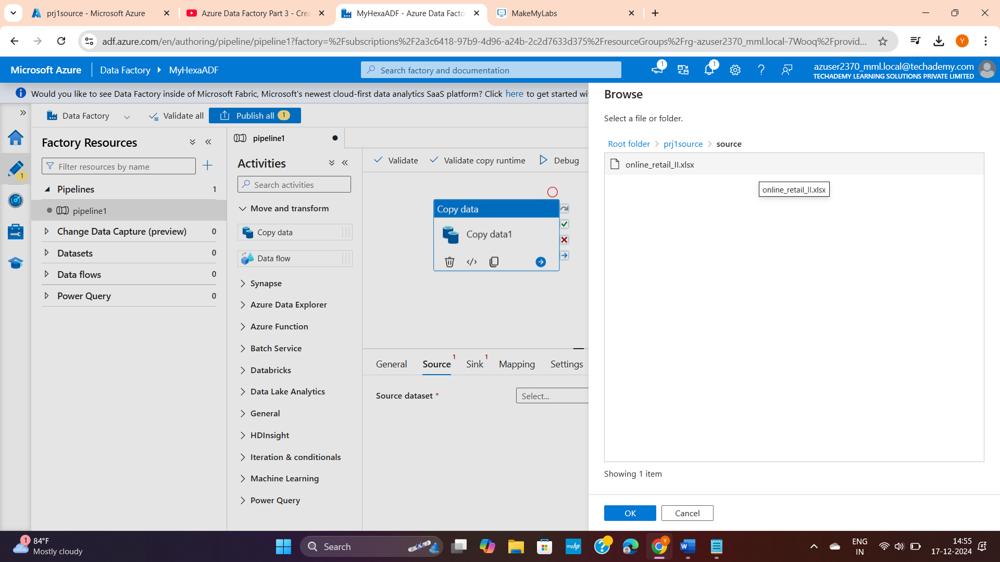 prj1source - Microsoft Azure
Azure Data Factory Part 3 - Crea
MyHexaADF - Azure Data Facto
MakeMyLabs
adf.azure.com/en/authoring/pipeline/pipeline1?factory=%2Fsubscriptions%2F2a3c6418-97b9-4d96-a24b-2c2d7633d375%2FresourceGroups%2Frg-azuser2370_mml.local-7Wooq%2Fprovid...
Y
Microsoft Azure
Data Factory
MyHexaADF
Search factory and documentation
1
1
azuser2370_mml.local@techademy.com
TECHADEMY LEARNING SOLUTIONS PRIVATE LIMITED
Would you like to see Data Factory inside of Microsoft Fabric, Microsoft's newest cloud-first data analytics SaaS platform? Click here to get started wi
Data Factory
Validate all
Publish all
1
1
Factory Resources
Filter resources by name
Pipelines 1
pipeline1
Change Data Capture (preview) 0
Datasets 0
Data flows 0
Power Query 0
pipeline1
Activities
Search activities
Move and transform
Copy data
Data flow
Synapse
Azure Data Explorer
Azure Function
Batch Service
Databricks
Data Lake Analytics
General
HDInsight
Iteration & conditionals
Machine Learning
Power Query
Validate
Validate copy runtime
Debug
Copy data
Copy data1
General
Source 1
Sink 1
Mapping
Settings
Source dataset *
Select...
Browse
Select a file or folder.
Root folder > prj1source > source
online_retail_II.xlsx
online_retail_II.xlsx
Showing 1 item
OK
Cancel
1
84°F
Mostly cloudy
Search
myhp
Y
W
ENG
IN
14:55
17-12-2024